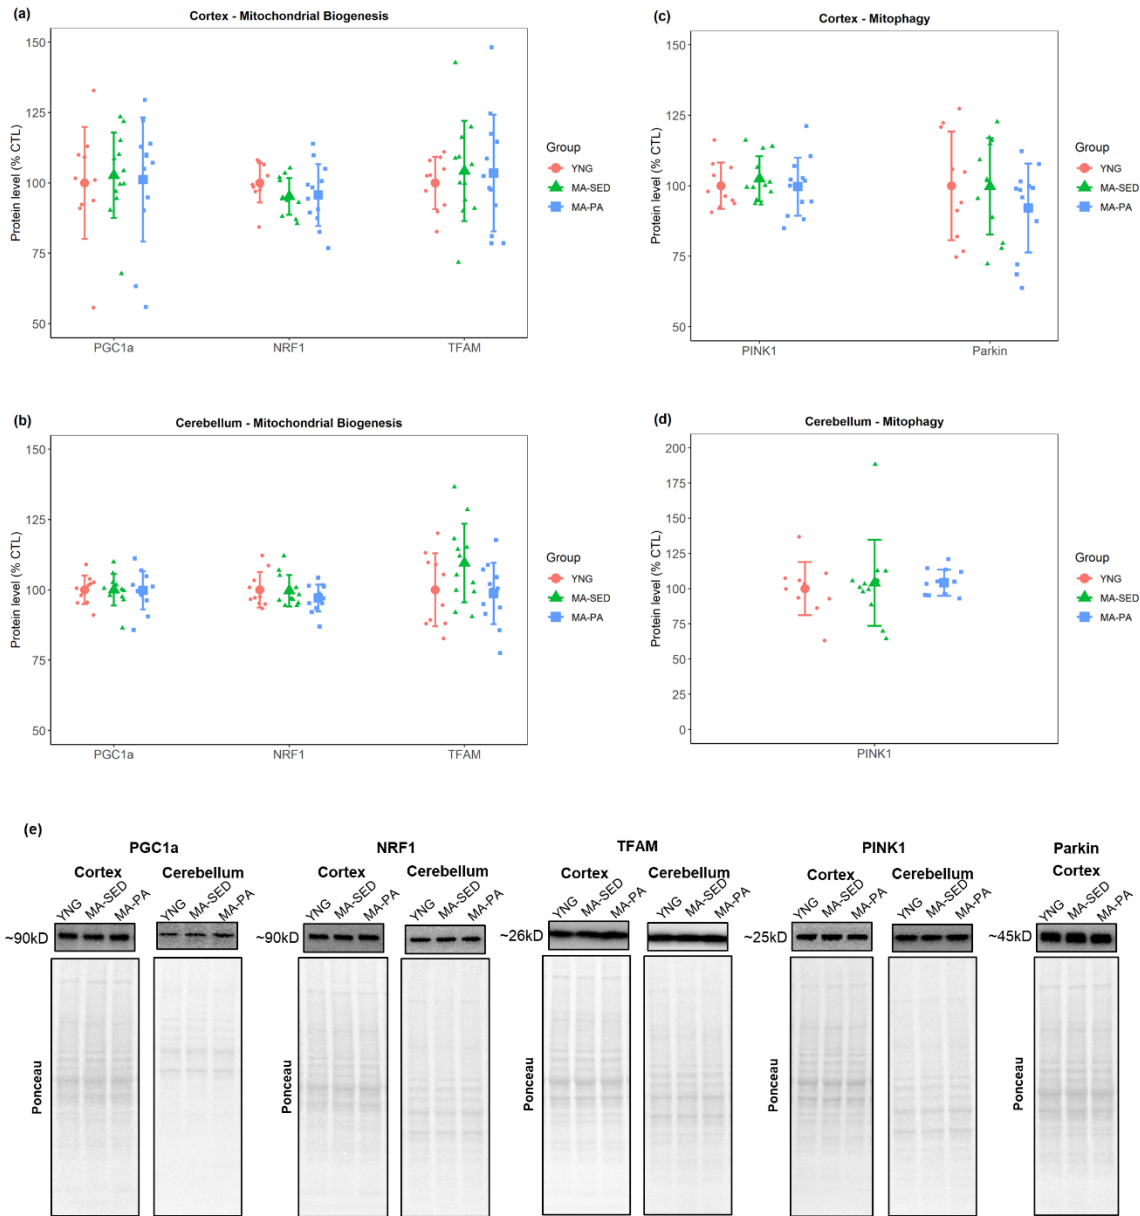 (a)
Cortex - Mitochondrial Biogenesis
Protein level (% CTL)
150
125
100
75
50
PGC1a NRF1 TFAM
Group
YNG
MA-SED
MA-PA
(c)
Cortex - Mitophagy
Protein level (% CTL)
150
125
100
75
50
PINK1 Parkin
Group
YNG
MA-SED
MA-PA
(b)
Cerebellum - Mitochondrial Biogenesis
Protein level (% CTL)
150
125
100
75
50
PGC1a NRF1 TFAM
Group
YNG
MA-SED
MA-PA
(d)
Cerebellum - Mitophagy
Protein level (% CTL)
200
175
150
125
100
75
50
25
0
PINK1
Group
YNG
MA-SED
MA-PA
(e)
PGC1a
Cortex Cerebellum
YNG MA-SED MA-PA YNG MA-SED MA-PA
~90kD
Ponceau
NRF1
Cortex Cerebellum
YNG MA-SED MA-PA YNG MA-SED MA-PA
~90kD
Ponceau
TFAM
Cortex Cerebellum
YNG MA-SED MA-PA YNG MA-SED MA-PA
~26kD
Ponceau
PINK1
Cortex Cerebellum
YNG MA-SED MA-PA YNG MA-SED MA-PA
~25kD
Ponceau
Parkin
Cortex
YNG MA-SED MA-PA
~45kD
Ponceau